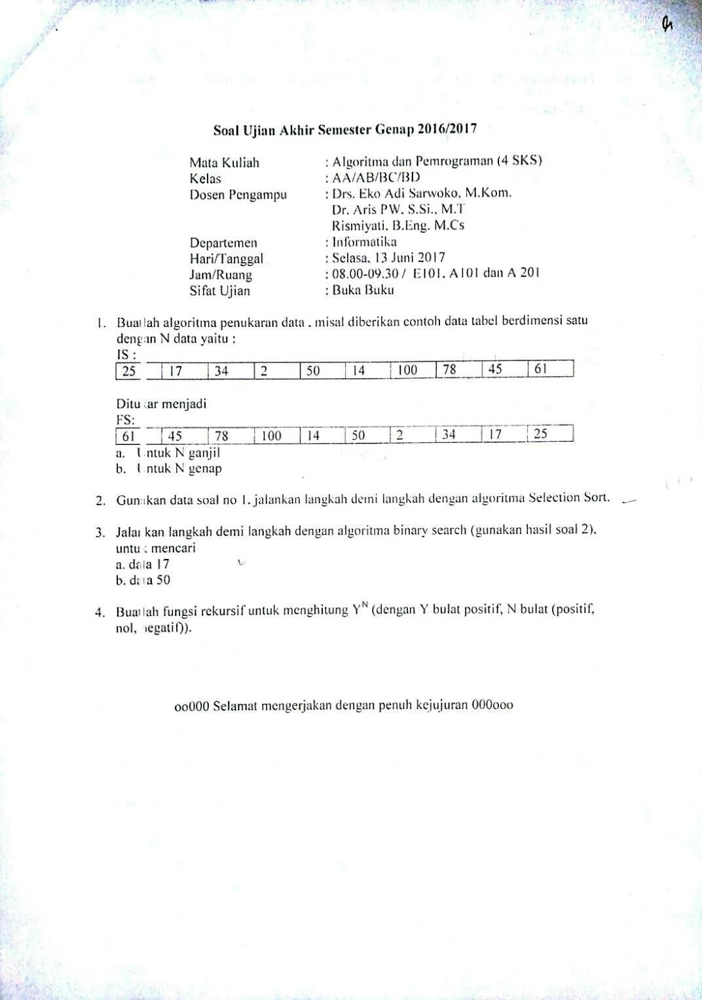 Soal Ujian Akhir Semester Genap 2016/2017
Mata Kuliah : Algoritma dan Pemrograman (4 SKS)
Kelas : AA/AB/BC/BD
Dosen Pengampu : Drs. Eko Adi Sarwoko, M.Kom.
Dr. Aris PW, S.Si., M.T
Rismiyati, B.Eng. M.Cs
Departemen : Informatika
Hari/Tanggal : Selasa, 13 Juni 2017
Jam/Ruang : 08.00-09.30 / E101, A101 dan A 201
Sifat Ujian : Buka Buku
1. Buatlah algoritma penukaran data , misal diberikan contoh data tabel berdimensi satu
dengan N data yaitu :
IS :
25 17 34 2 50 14 100 78 45 61
Ditukar menjadi
FS:
61 45 78 100 14 50 2 34 17 25
a. Untuk N ganjil
b. Untuk N genap
2. Gunakan data soal no 1, jalankan langkah demi langkah dengan algoritma Selection Sort.
3. Jalankan langkah demi langkah dengan algoritma binary search (gunakan hasil soal 2),
untuk mencari
a. data 17
b. data 50
4. Buatlah fungsi rekursif untuk menghitung Y^N (dengan Y bulat positif, N bulat (positif,
nol, negatif)).
oo000 Selamat mengerjakan dengan penuh kejujuran 000ooo